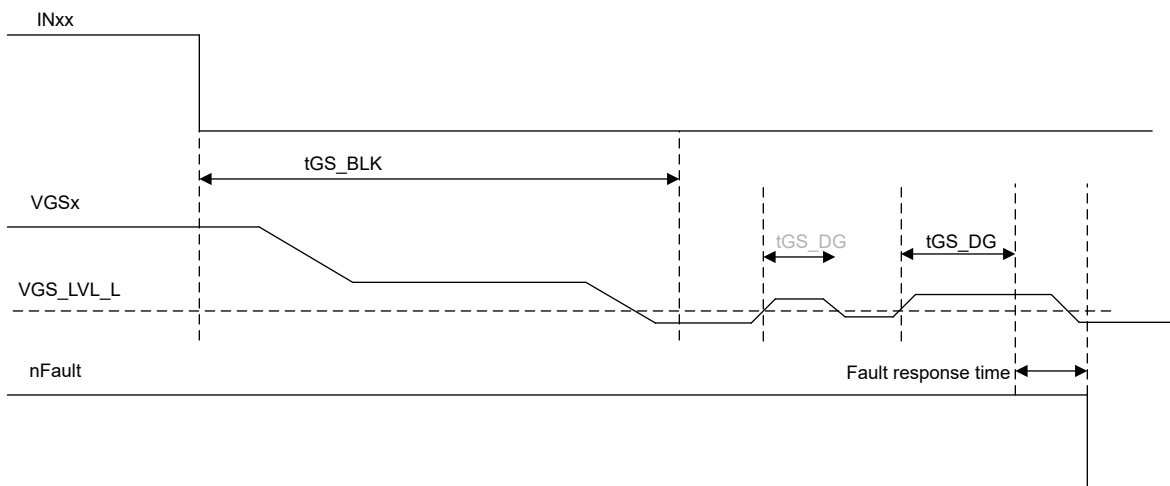 INxx
tGS_BLK
VGSx
tGS_DG
tGS_DG
VGS_LVL_L
nFault
Fault response time